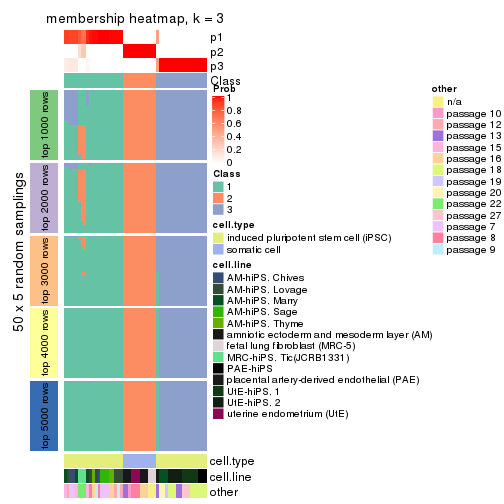 membership heatmap, k = 3
p1
p2
p3
Class
50 x 5 random samplings
top 1000 rows
top 2000 rows
top 3000 rows
top 4000 rows
top 5000 rows
cell.type
cell.line
other
Prob
1
0.8
0.6
0.4
0.2
0
Class
1
2
3
cell.type
induced pluripotent stem cell (iPSC)
somatic cell
cell.line
AM-hiPS. Chives
AM-hiPS. Lovage
AM-hiPS. Marry
AM-hiPS. Sage
AM-hiPS. Thyme
amniotic ectoderm and mesoderm layer (AM)
fetal lung fibroblast (MRC-5)
MRC-hiPS. Tic(JCRB1331)
PAE-hiPS
placental artery-derived endothelial (PAE)
UtE-hiPS. 1
UtE-hiPS. 2
uterine endometrium (UtE)
other
n/a
passage 10
passage 12
passage 13
passage 15
passage 16
passage 18
passage 19
passage 20
passage 22
passage 27
passage 7
passage 8
passage 9